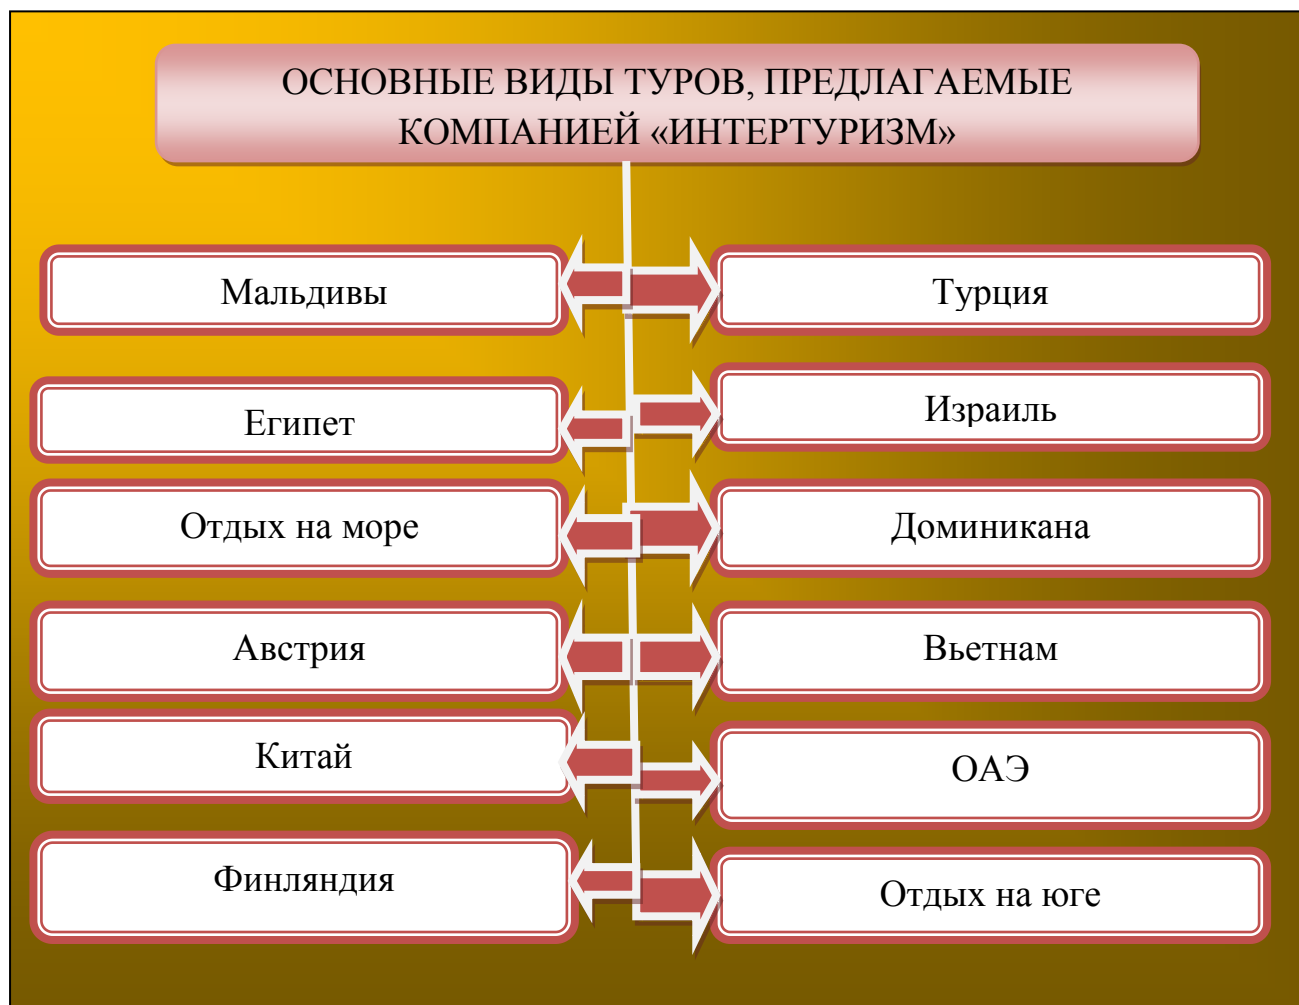 ОСНОВНЫЕ ВИДЫ ТУРОВ, ПРЕДЛАГАЕМЫЕ
КОМПАНИЕЙ «ИНТЕРТУРИЗМ»
Мальдивы
Турция
Египет
Израиль
Отдых на море
Доминикана
Австрия
Вьетнам
Китай
ОАЭ
Финляндия
Отдых на юге